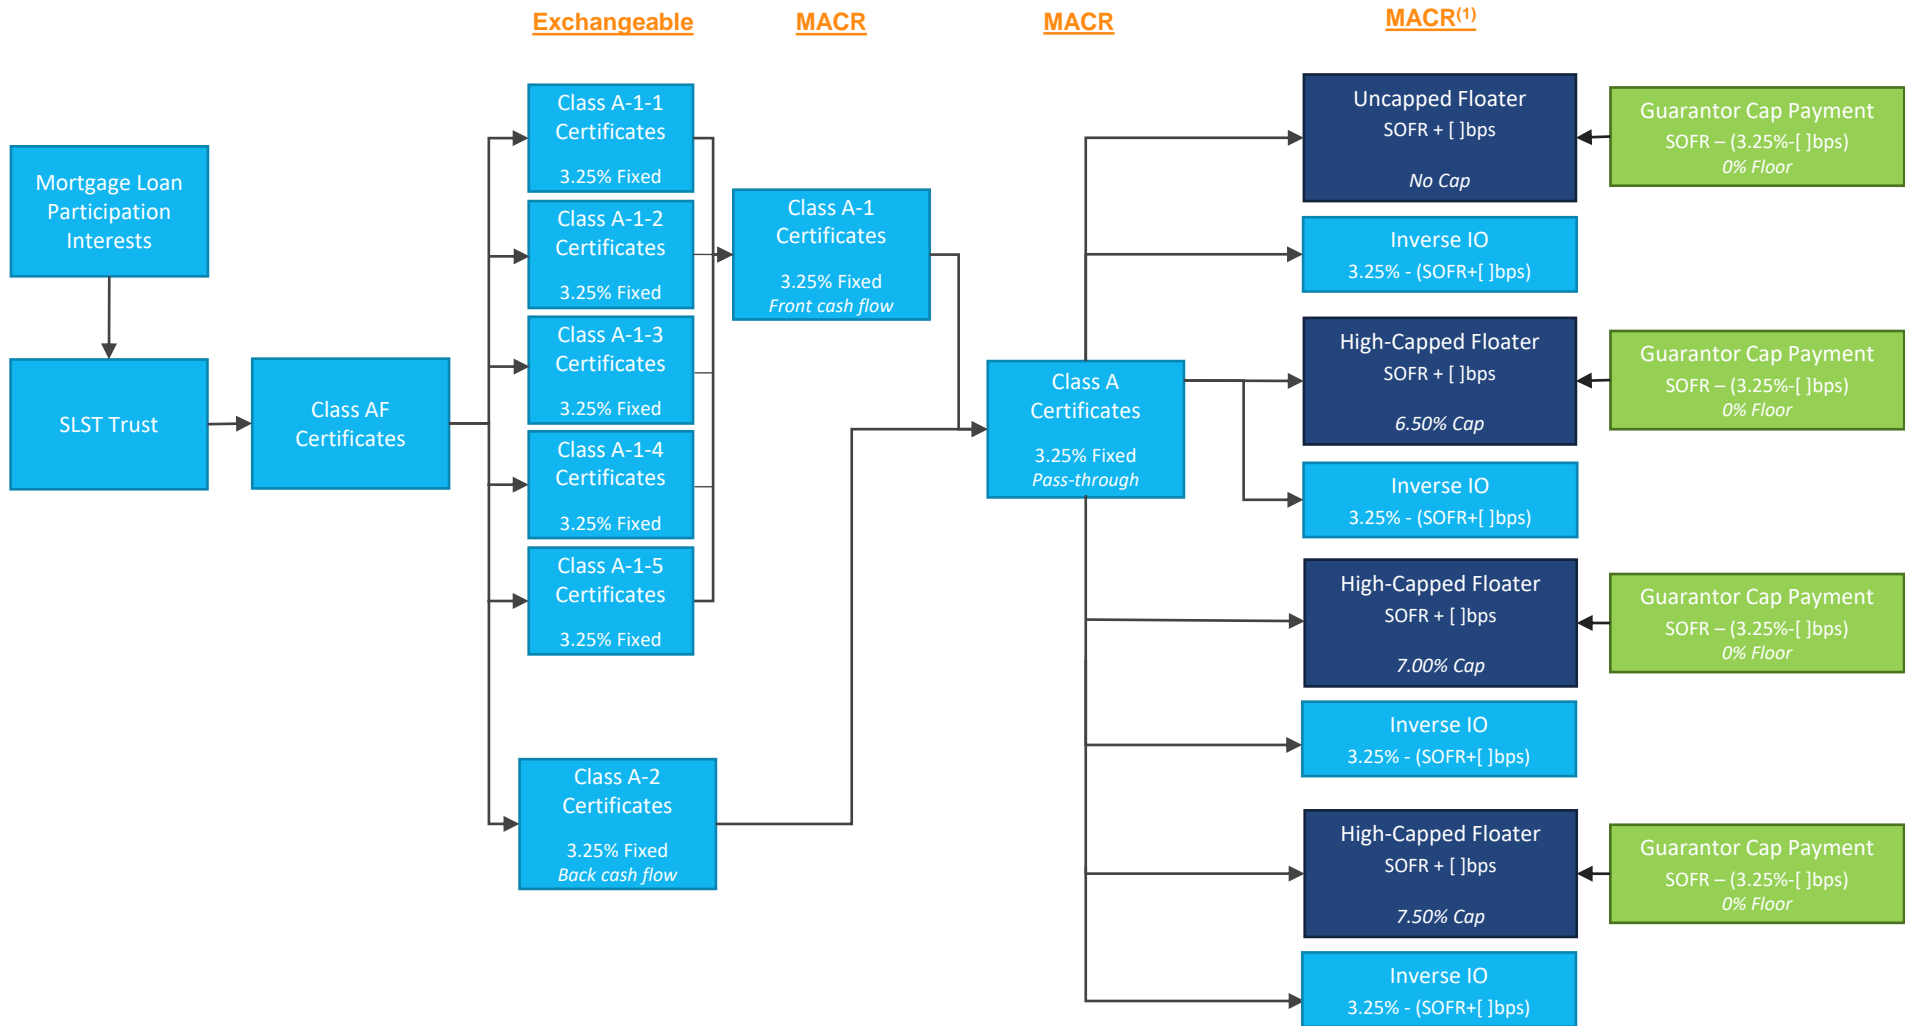 Exchangeable
MACR
MACR
MACR(1)
Mortgage Loan
Participation
Interests
SLST Trust
Class AF
Certificates
Class A-1-1
Certificates
3.25% Fixed
Class A-1-2
Certificates
3.25% Fixed
Class A-1-3
Certificates
3.25% Fixed
Class A-1-4
Certificates
3.25% Fixed
Class A-1-5
Certificates
3.25% Fixed
Class A-2
Certificates
3.25% Fixed
Back cash flow
Class A-1
Certificates
3.25% Fixed
Front cash flow
Class A
Certificates
3.25% Fixed
Pass-through
Uncapped Floater
SOFR + [ ]bps
No Cap
Guarantor Cap Payment
SOFR – (3.25%-[ ]bps)
0% Floor
Inverse IO
3.25% - (SOFR+[ ]bps)
High-Capped Floater
SOFR + [ ]bps
6.50% Cap
Guarantor Cap Payment
SOFR – (3.25%-[ ]bps)
0% Floor
Inverse IO
3.25% - (SOFR+[ ]bps)
High-Capped Floater
SOFR + [ ]bps
7.00% Cap
Guarantor Cap Payment
SOFR – (3.25%-[ ]bps)
0% Floor
Inverse IO
3.25% - (SOFR+[ ]bps)
High-Capped Floater
SOFR + [ ]bps
7.50% Cap
Guarantor Cap Payment
SOFR – (3.25%-[ ]bps)
0% Floor
Inverse IO
3.25% - (SOFR+[ ]bps)